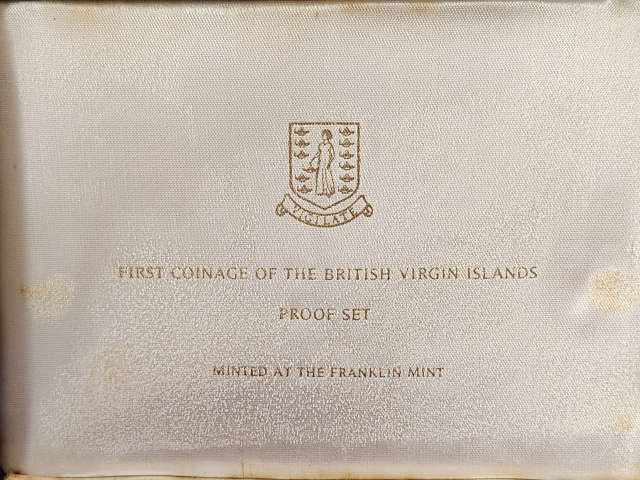 VIGILATE
FIRST COINAGE OF THE BRITISH VIRGIN ISLANDS
PROOF SET
MINTED AT THE FRANKLIN MINT